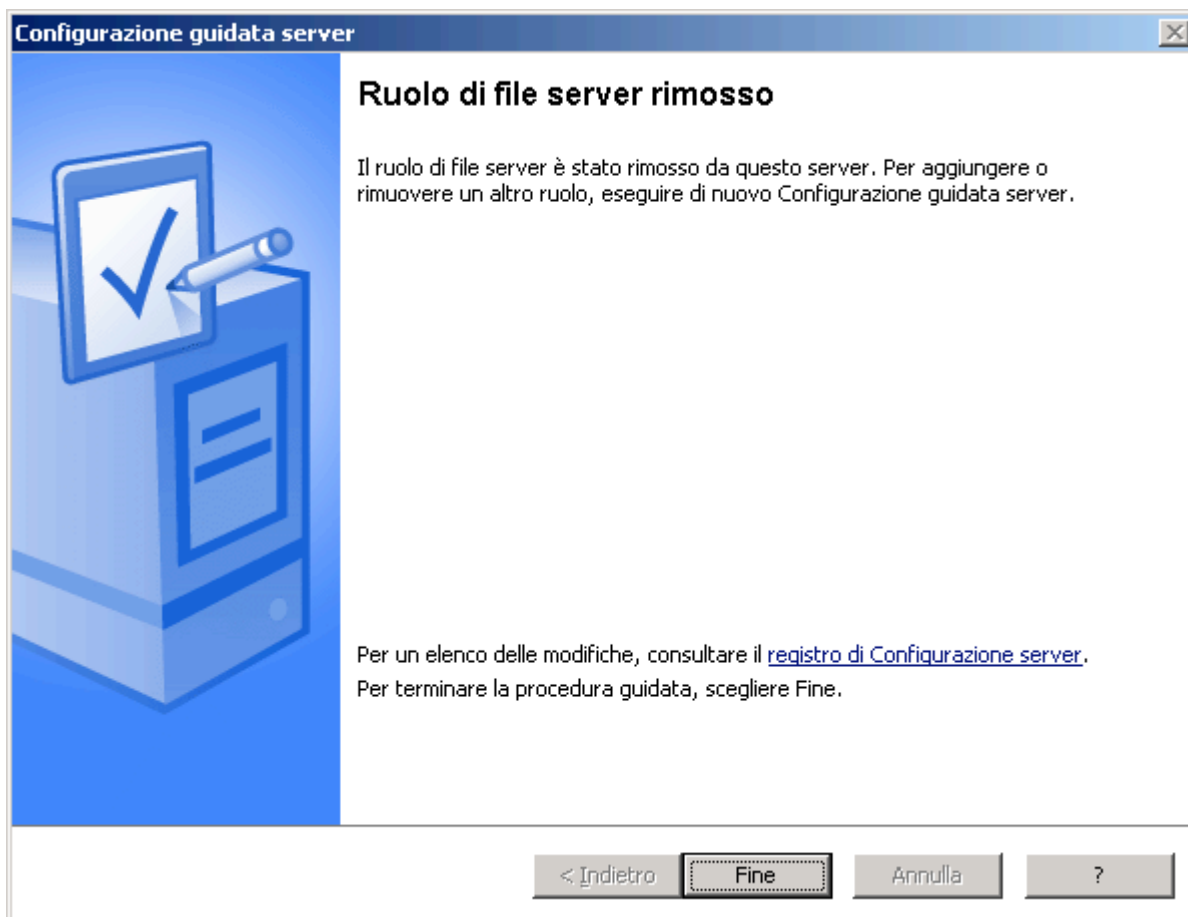 Configurazione guidata server
Ruolo di file server rimosso
Il ruolo di file server è stato rimosso da questo server. Per aggiungere o
rimuovere un altro ruolo, eseguire di nuovo Configurazione guidata server.
Per un elenco delle modifiche, consultare il registro di Configurazione server.
Per terminare la procedura guidata, scegliere Fine.
< Indietro Fine Annulla ?